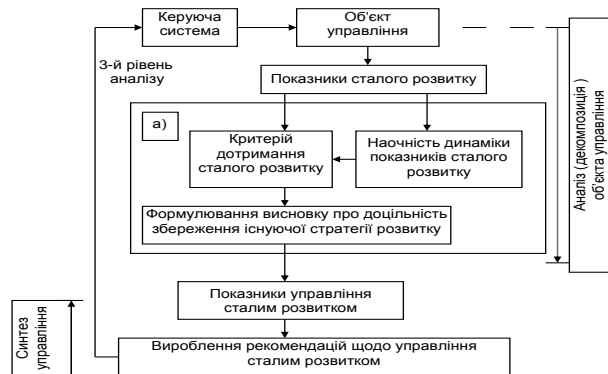 Керуюча
система
Об'єкт
управління
3-й рівень
аналізу
Показники сталого розвитку
а)
Критерій
дотримання
сталого розвитку
Наочність динаміки
показників сталого
розвитку
Формулювання висновку про доцільність
збереження існуючої стратегії розвитку
Показники управління
сталим розвитком
Вироблення рекомендацій щодо управління
сталим розвитком
Синтез
управління
Аналіз (декомпозиція )
об'єкта управління